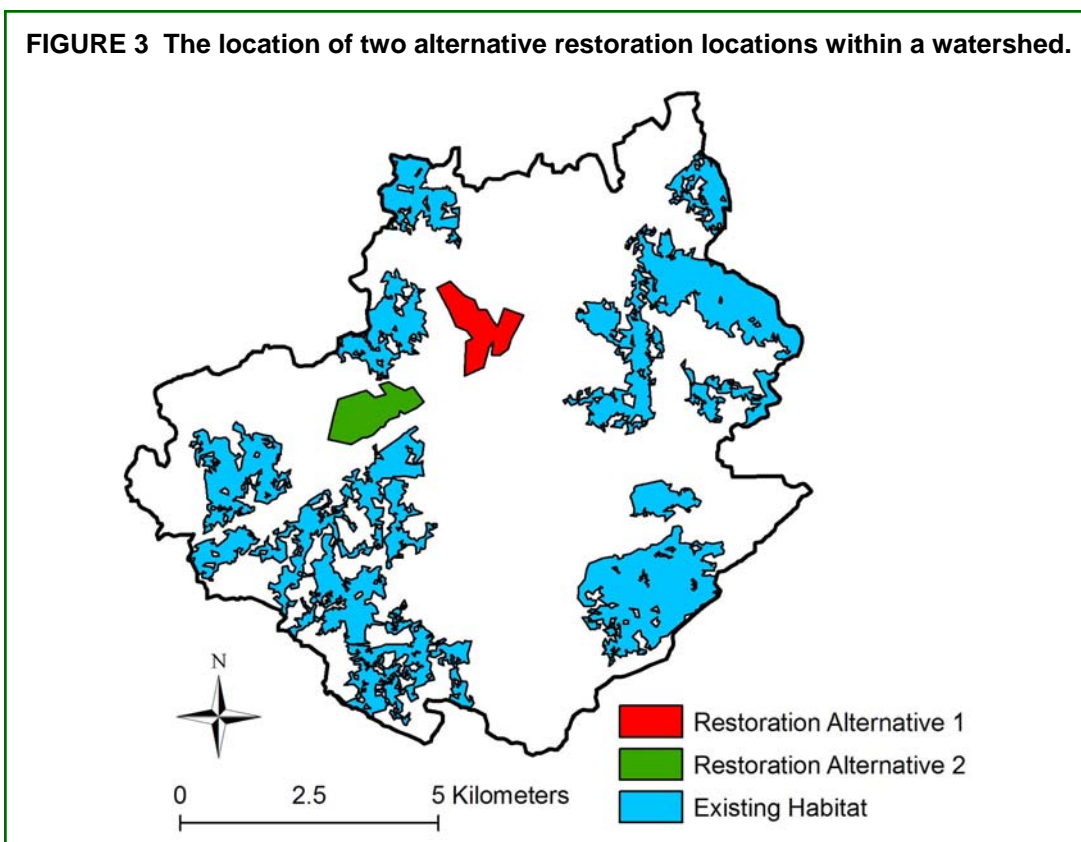 FIGURE 3 The location of two alternative restoration locations within a watershed.
N
0 2.5 5 Kilometers
Restoration Alternative 1
Restoration Alternative 2
Existing Habitat